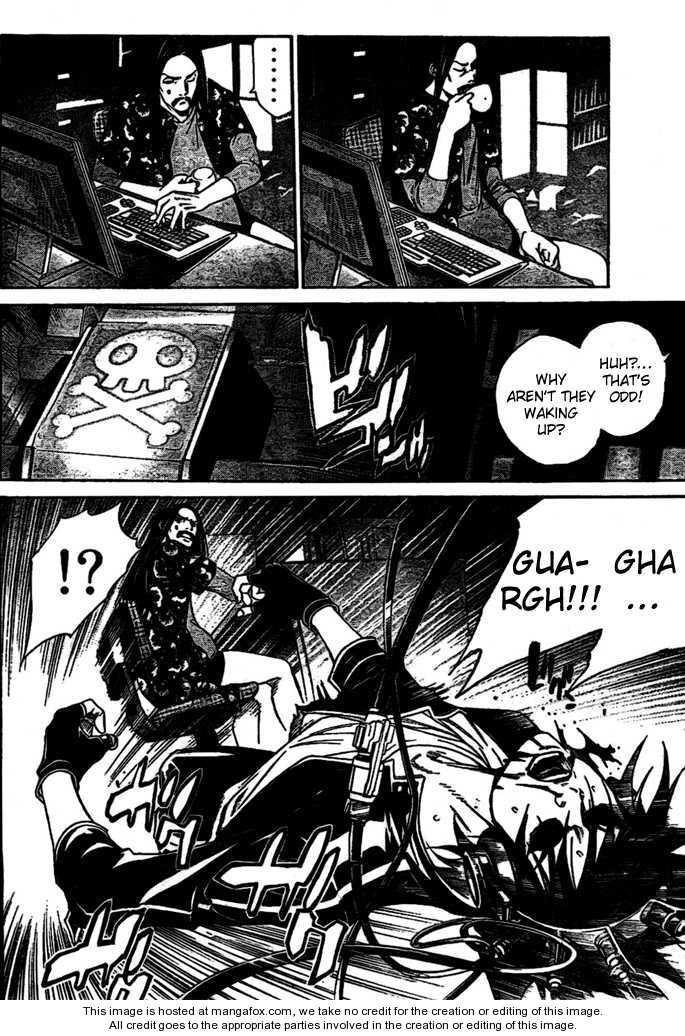 ......
HUH?...
THAT'S
ODD!
WHY
AREN'T THEY
WAKING
UP?
GUA- GHA
RGH!!! ...
!?
This image is hosted at mangafox.com, we take no credit for the creation or editing of this image.
All credit goes to the appropriate parties involved in the creation or editing of this image.